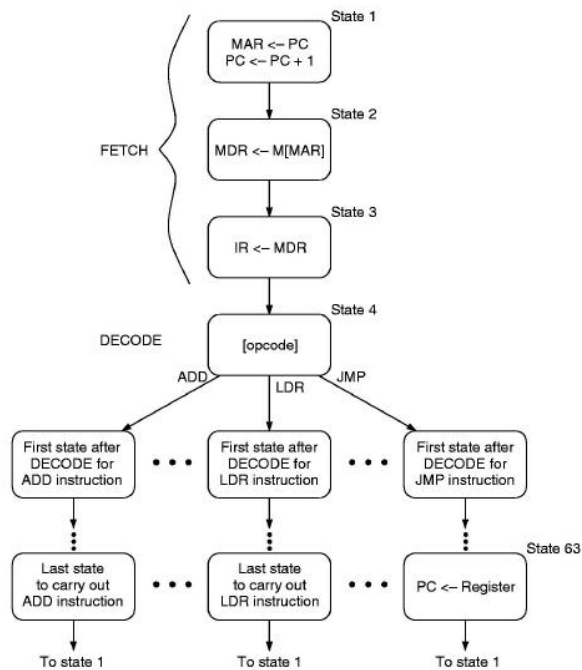 State 1
MAR <– PC
PC <– PC + 1
State 2
FETCH
MDR <– M[MAR]
State 3
IR <– MDR
State 4
DECODE
[opcode]
ADD
LDR
JMP
First state after
DECODE for
ADD instruction
First state after
DECODE for
LDR instruction
First state after
DECODE for
JMP instruction
State 63
Last state
to carry out
ADD instruction
Last state
to carry out
LDR instruction
PC <– Register
To state 1
To state 1
To state 1